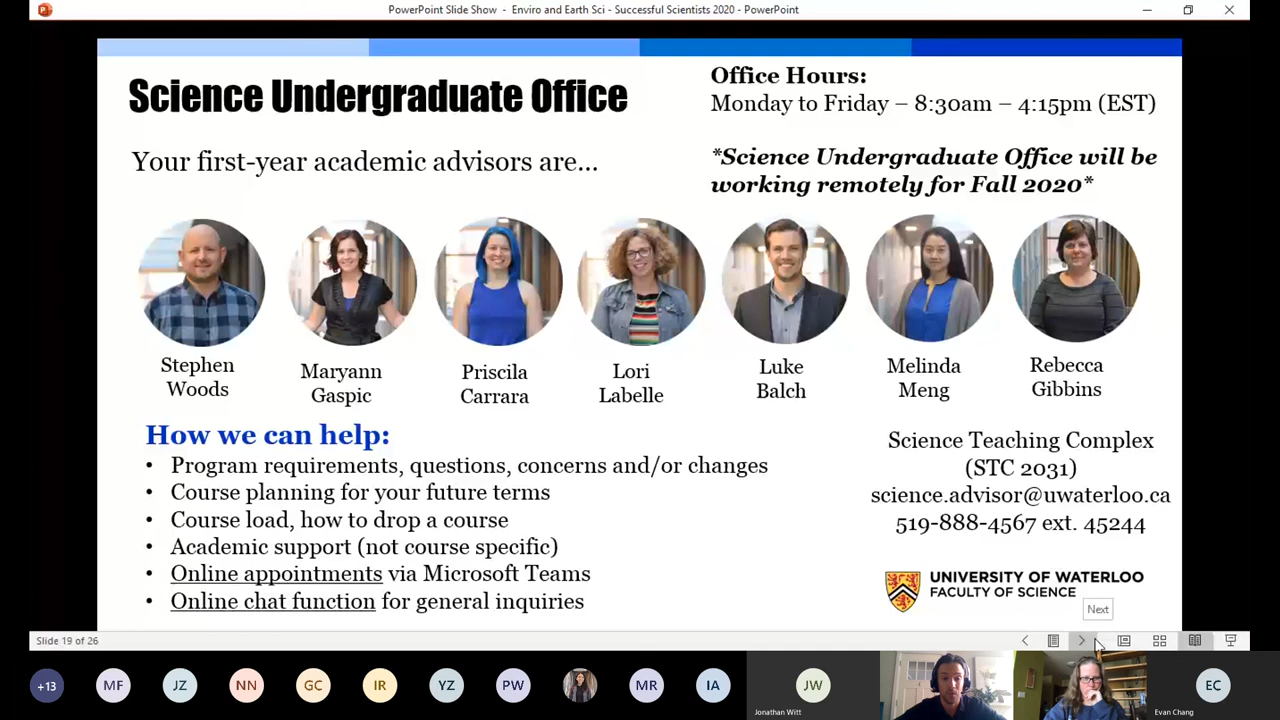 PowerPoint Slide Show - Enviro and Earth Sci - Successful Scientists 2020 - PowerPoint
Science Undergraduate Office
Office Hours:
Monday to Friday – 8:30am – 4:15pm (EST)
*Science Undergraduate Office will be
working remotely for Fall 2020*
Your first-year academic advisors are...
Stephen
Woods
Maryann
Gaspic
Priscila
Carrara
Lori
Labelle
Luke
Balch
Melinda
Meng
Rebecca
Gibbins
How we can help:
• Program requirements, questions, concerns and/or changes
• Course planning for your future terms
• Course load, how to drop a course
• Academic support (not course specific)
• Online appointments via Microsoft Teams
• Online chat function for general inquiries
Science Teaching Complex
(STC 2031)
science.advisor@uwaterloo.ca
519-888-4567 ext. 45244
UNIVERSITY OF WATERLOO
FACULTY OF SCIENCE
Next
Slide 19 of 26
+13
MF
JZ
NN
GC
IR
YZ
PW
MR
IA
JW
Jonathan Witt
EC
Evan Chang